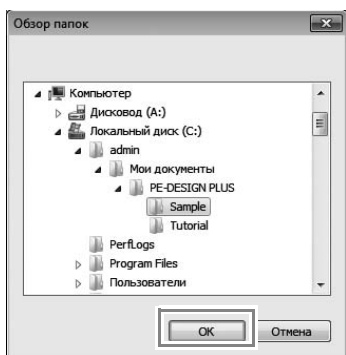 Обзор папок
Компьютер
Дисковод (A:)
Локальный диск (C:)
admin
Мои документы
PE-DESIGN PLUS
Sample
Tutorial
PerfLogs
Program Files
Пользователи
OK
Отмена